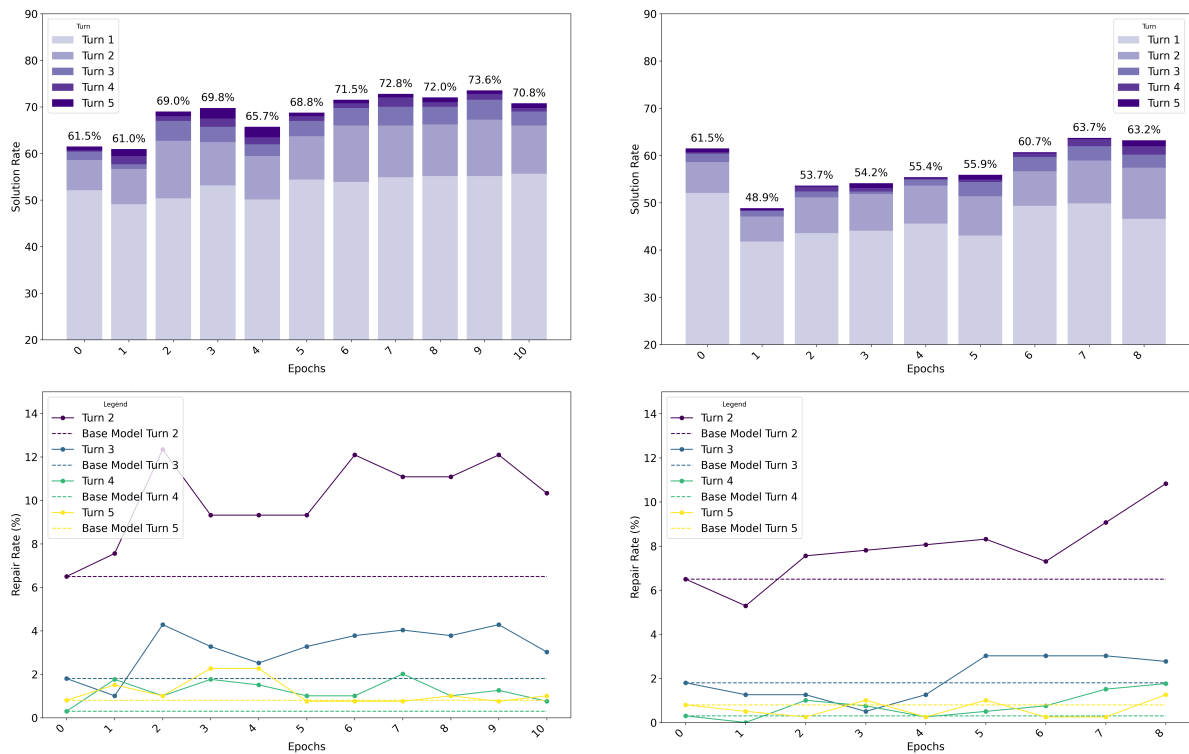 90
80
70
60
50
40
30
20
Solution Rate
Turn
Turn 1
Turn 2
Turn 3
Turn 4
Turn 5
61.5%
61.0%
69.0%
69.8%
65.7%
68.8%
71.5%
72.8%
72.0%
73.6%
70.8%
0
1
2
3
4
5
6
7
8
9
10
Epochs
90
80
70
60
50
40
30
20
Solution Rate
Turn
Turn 1
Turn 2
Turn 3
Turn 4
Turn 5
61.5%
48.9%
53.7%
54.2%
55.4%
55.9%
60.7%
63.7%
63.2%
0
1
2
3
4
5
6
7
8
Epochs
14
12
10
8
6
4
2
0
Repair Rate (%)
Legend
Turn 2
Base Model Turn 2
Turn 3
Base Model Turn 3
Turn 4
Base Model Turn 4
Turn 5
Base Model Turn 5
0
1
2
3
4
5
6
7
8
9
10
Epochs
14
12
10
8
6
4
2
0
Repair Rate (%)
Legend
Turn 2
Base Model Turn 2
Turn 3
Base Model Turn 3
Turn 4
Base Model Turn 4
Turn 5
Base Model Turn 5
0
1
2
3
4
5
6
7
8
Epochs